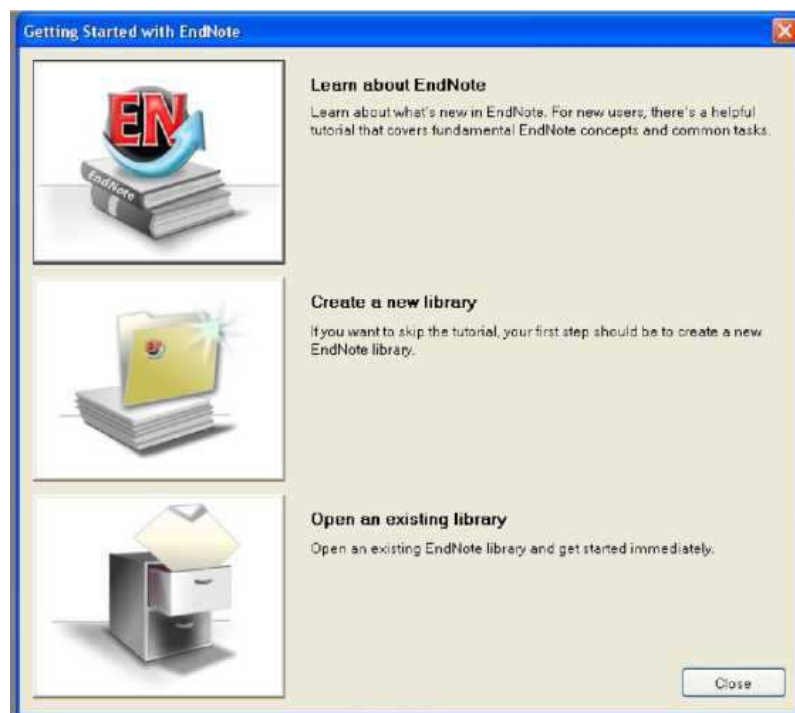 Getting Started with EndNote
EN
EndNote
Learn about EndNote
Learn about what's new in EndNote. For new users, there's a helpful
tutorial that covers fundamental EndNote concepts and common tasks.
EN
Create a new library
If you want to skip the tutorial, your first step should be to create a new
EndNote library.
Open an existing library
Open an existing EndNote library and get started immediately.
Close